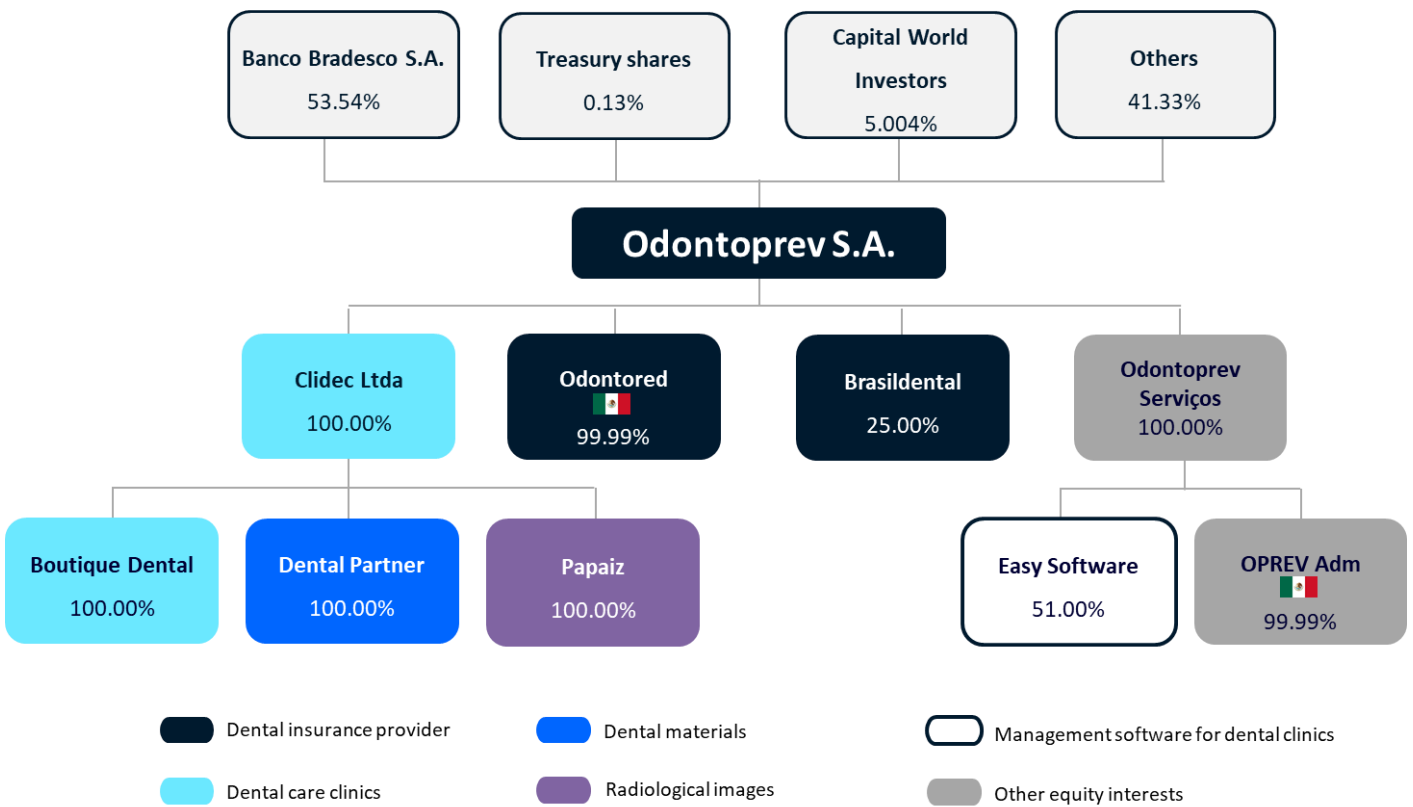 Banco Bradesco S.A.
53.54%
Treasury shares
0.13%
Capital World
Investors
5.004%
Others
41.33%
Odontoprev S.A.
Clidec Ltda
100.00%
Odontored
99.99%
Brasildental
25.00%
Odontoprev
Serviços
100.00%
Boutique Dental
100.00%
Dental Partner
100.00%
Papaiz
100.00%
Easy Software
51.00%
OPREV Adm
99.99%
Dental insurance provider
Dental materials
Management software for dental clinics
Dental care clinics
Radiological images
Other equity interests